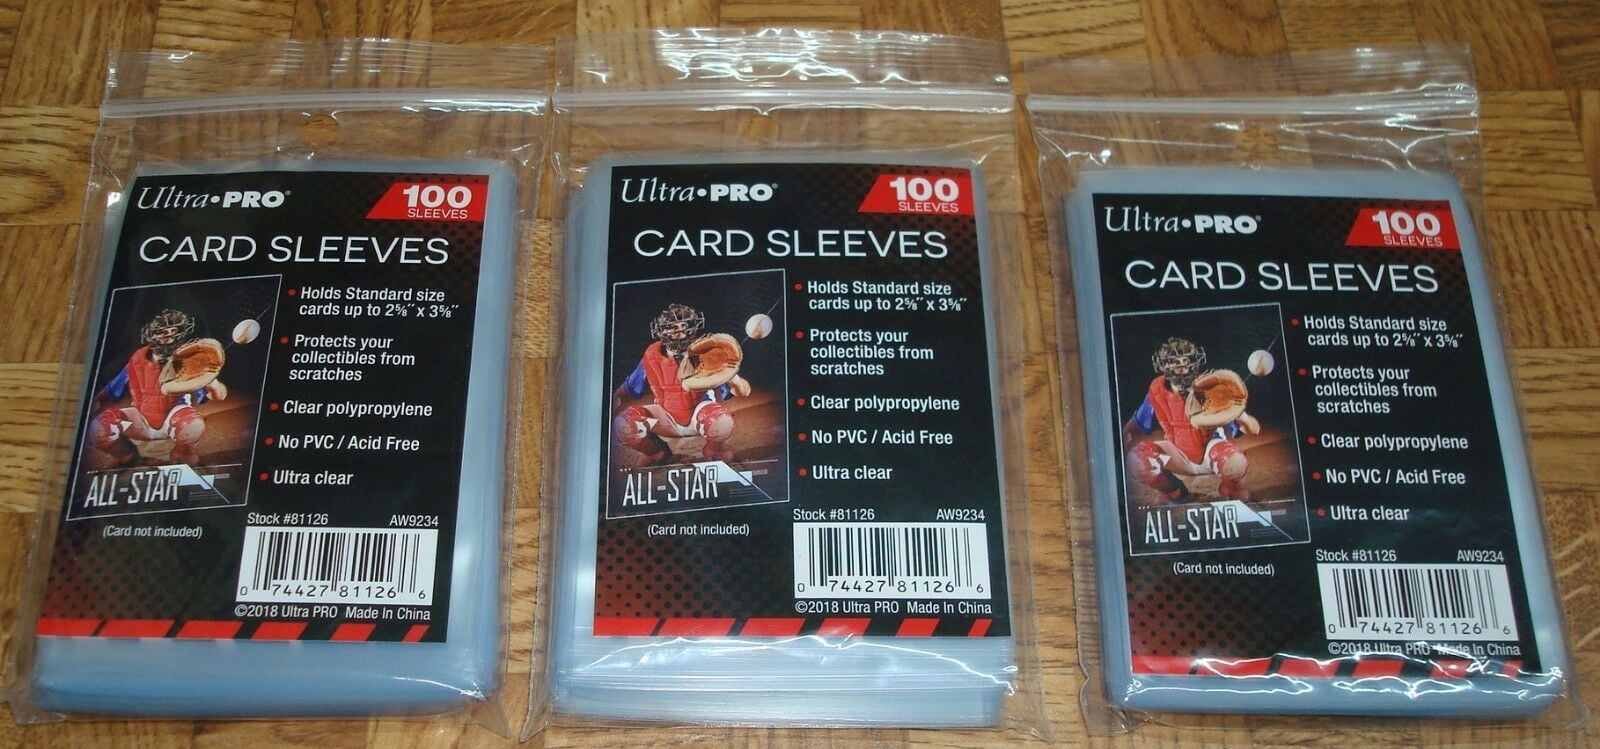 Ultra•PRO®
100
SLEEVES
CARD SLEEVES
• Holds Standard size
cards up to 2⅝" x 3⅝"
• Protects your
collectibles from
scratches
• Clear polypropylene
• No PVC / Acid Free
• Ultra clear
ALL-STAR
(Card not included)
Stock #81126 AW9234
0 74427 81126 6
©2018 Ultra PRO Made In China
Ultra•PRO®
100
SLEEVES
CARD SLEEVES
• Holds Standard size
cards up to 2⅝" x 3⅝"
• Protects your
collectibles from
scratches
• Clear polypropylene
• No PVC / Acid Free
• Ultra clear
ALL-STAR
(Card not included)
Stock #81126 AW9234
0 74427 81126 6
©2018 Ultra PRO Made In China
Ultra•PRO®
100
SLEEVES
CARD SLEEVES
• Holds Standard size
cards up to 2⅝" x 3⅝"
• Protects your
collectibles from
scratches
• Clear polypropylene
• No PVC / Acid Free
• Ultra clear
ALL-STAR
(Card not included)
Stock #81126 AW9234
0 74427 81126 6
©2018 Ultra PRO Made In China